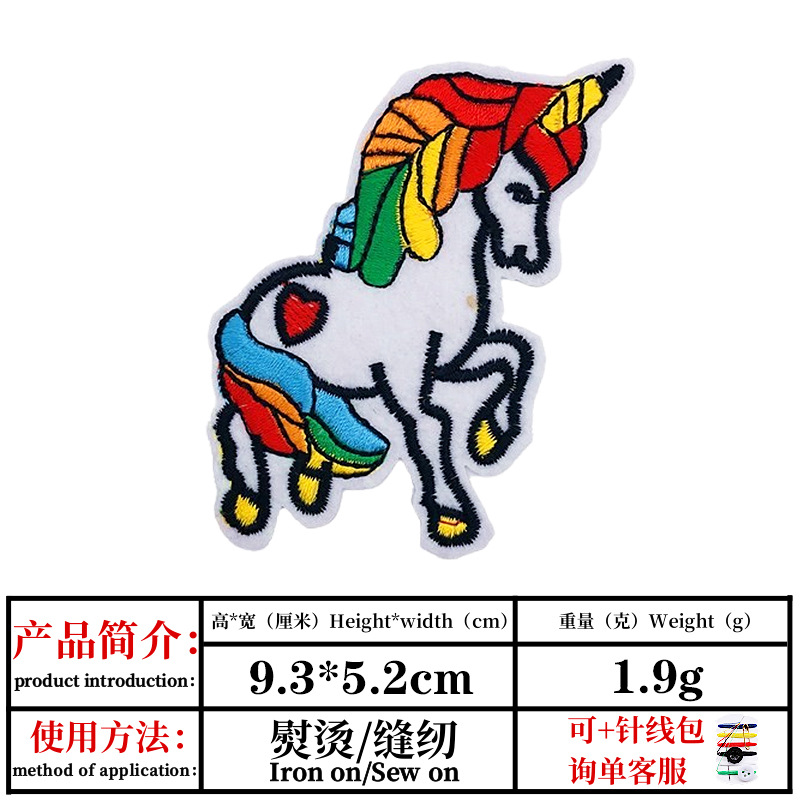 产品简介：
product introduction：
高*宽（厘米）Height*width（cm）
重量（克）Weight（g）
9.3*5.2cm
1.9g
使用方法：
method of application：
熨烫/缝纫
Iron on/Sew on
可+针线包
询单客服